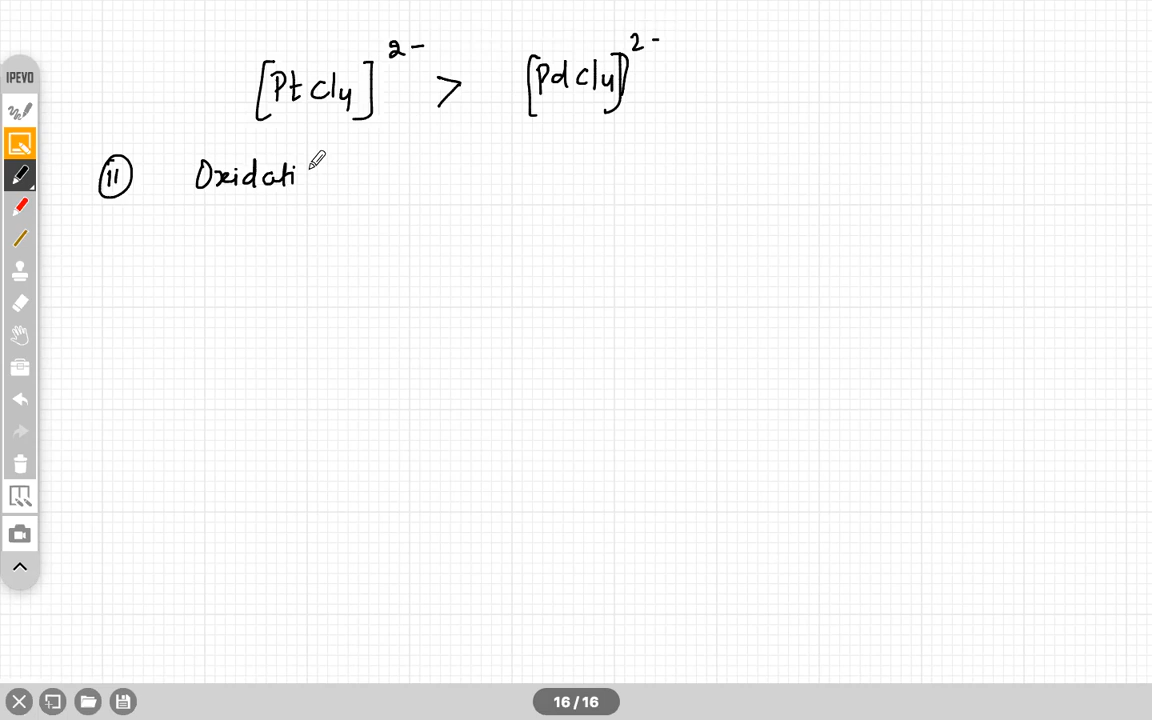 [PtCl4]²⁻ > [PdCl4]²⁻
IPEVO
(ii) Oxidati
16 / 16